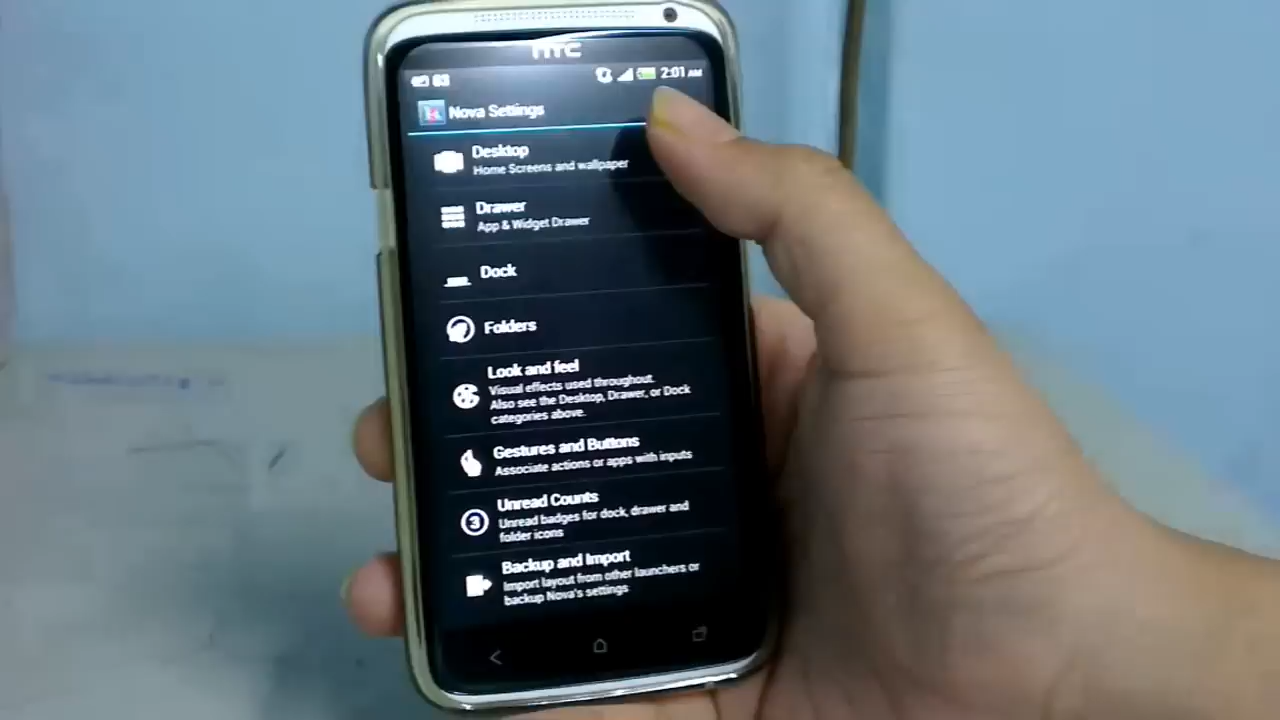 hTC
83
2:01 AM
Nova Settings
Desktop
Home Screens and wallpaper
Drawer
App & Widget Drawer
Dock
Folders
Look and feel
Visual effects used throughout.
Also see the Desktop, Drawer, or Dock
categories above.
Gestures and Buttons
Associate actions or apps with inputs
3
Unread Counts
Unread badges for dock, drawer and
folder icons
Backup and Import
Import layout from other launchers or
backup Nova's settings